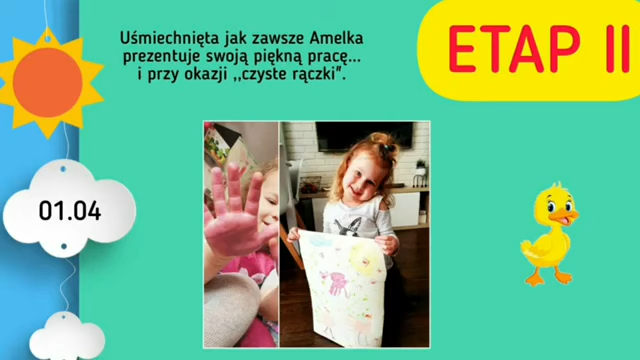 Uśmiechnięta jak zawsze Amelka
prezentuje swoją piękną pracę...
i przy okazji ,,czyste rączki".
ETAP II
01.04